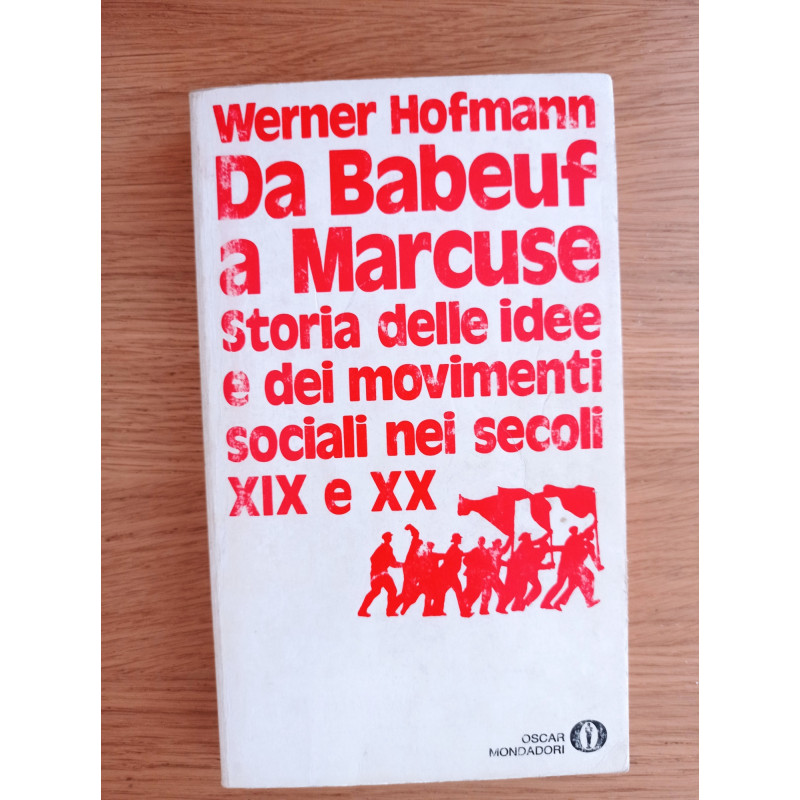 Werner Hofmann
Da Babeuf
a Marcuse
Storia delle idee
e dei movimenti
sociali nei secoli
XIX e XX
OSCAR
MONDADORI